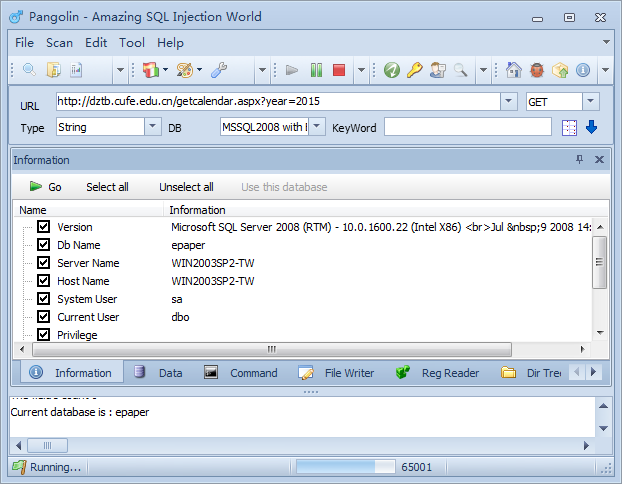 Pangolin - Amazing SQL Injection World
File Scan Edit Tool Help
URL http://dztb.cufe.edu.cn/getcalendar.aspx?year=2015 GET
Type String DB MSSQL2008 with KeyWord
Information
Go Select all Unselect all Use this database
Name Information
Version Microsoft SQL Server 2008 (RTM) - 10.0.1600.22 (Intel X86) <br>Jul &nbsp;9 2008 14:
Db Name epaper
Server Name WIN2003SP2-TW
Host Name WIN2003SP2-TW
System User sa
Current User dbo
Privilege
Information Data Command File Writer Reg Reader Dir Tree
Current database is : epaper
Running... 65001